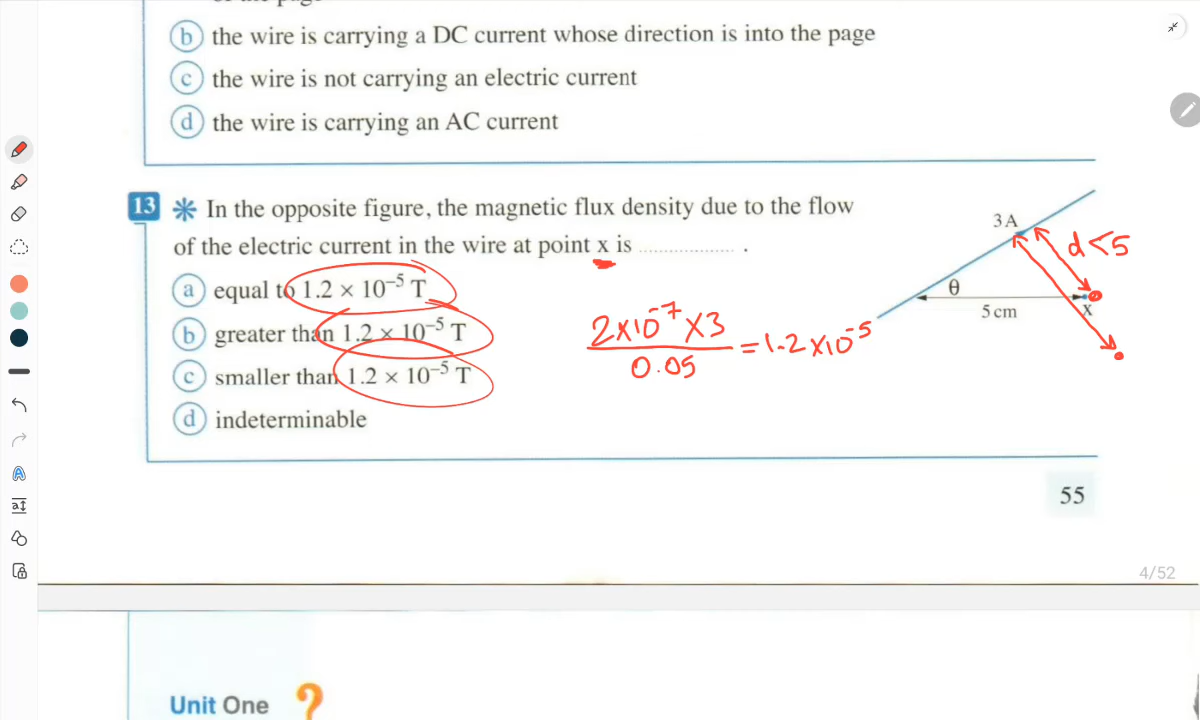 ⓑ the wire is carrying a DC current whose direction is into the page
ⓒ the wire is not carrying an electric current
ⓓ the wire is carrying an AC current
13 * In the opposite figure, the magnetic flux density due to the flow
of the electric current in the wire at point x is .................. .
ⓐ equal to 1.2 × 10⁻⁵ T
ⓑ greater than 1.2 × 10⁻⁵ T
ⓒ smaller than 1.2 × 10⁻⁵ T
ⓓ indeterminable
3 A
d<5
θ
5 cm
x
2×10⁻⁷ ×3
0.05
=1.2×10⁻⁵
55
4/52
Unit One ?